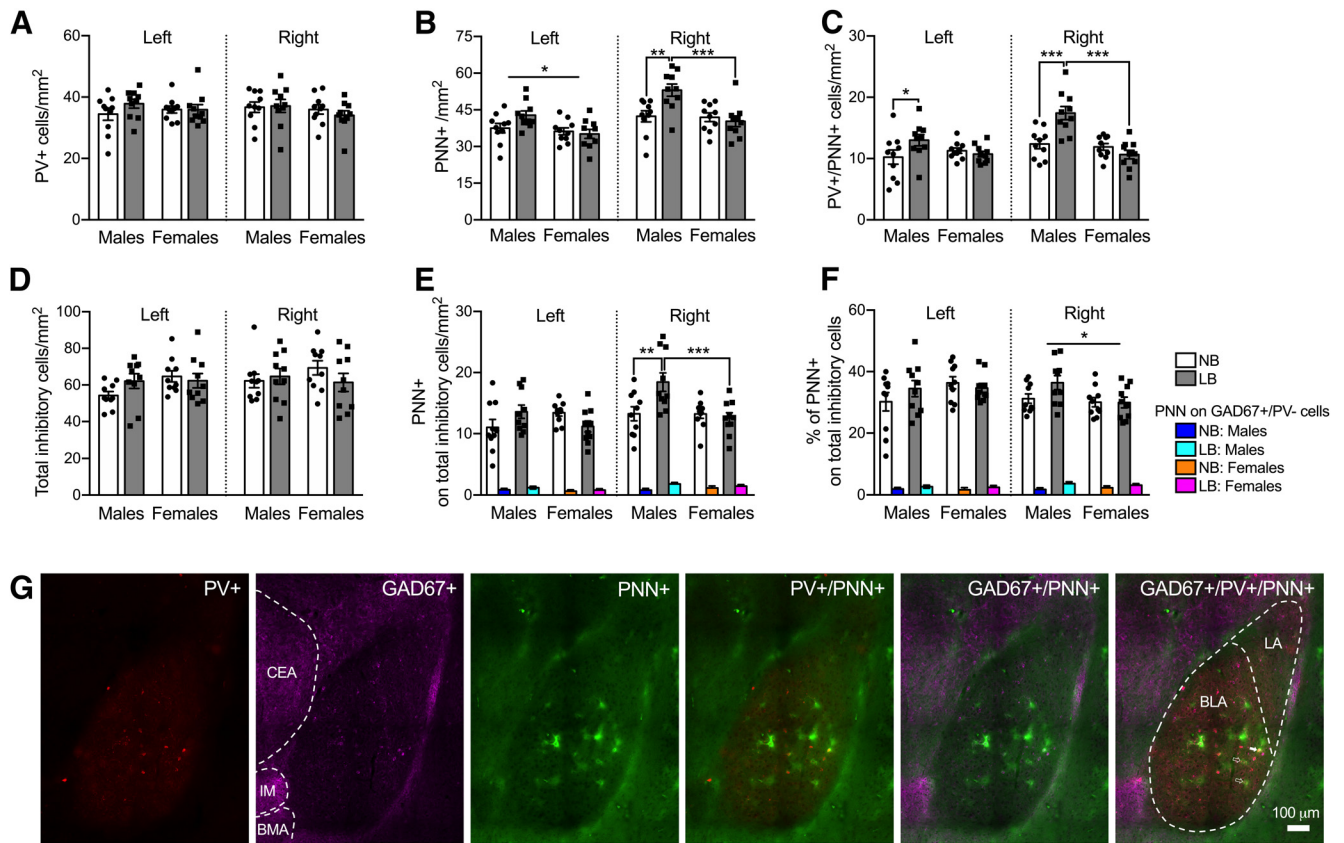 A
Left
Right
PV+ cells/mm2
60
40
20
0
Males Females Males Females
B
Left
Right
PNN+ /mm2
75
60
45
30
15
0
*
** ***
Males Females Males Females
C
Left
Right
PV+/PNN+ cells/mm2
30
20
10
0
*
*** ***
Males Females Males Females
D
Left
Right
Total inhibitory cells/mm2
100
80
60
40
20
0
Males Females Males Females
E
Left
Right
PNN+
on total inhibitory cells/mm2
30
20
10
0
** ***
Males Females Males Females
F
Left
Right
% of PNN+
on total inhibitory cells
60
40
20
0
*
Males Females Males Females
NB
LB
PNN on GAD67+/PV- cells
NB: Males
LB: Males
NB: Females
LB: Females
G
PV+
GAD67+
CEA
IM
BMA
PNN+
PV+/PNN+
GAD67+/PNN+
GAD67+/PV+/PNN+
LA
BLA
100 μm